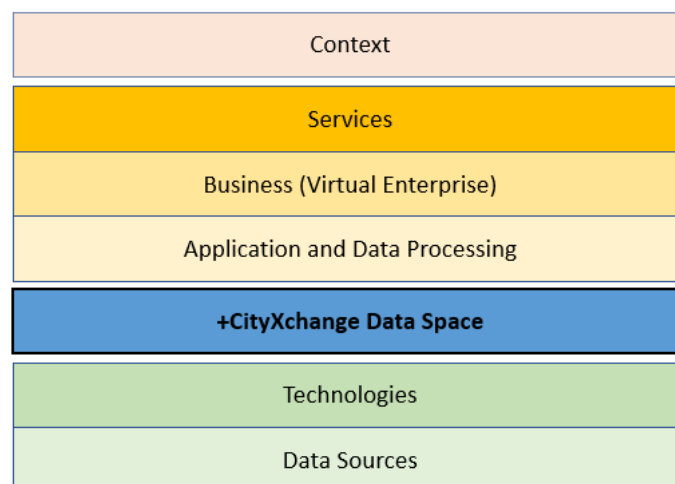 Context
Services
Business (Virtual Enterprise)
Application and Data Processing
+CityXchange Data Space
Technologies
Data Sources